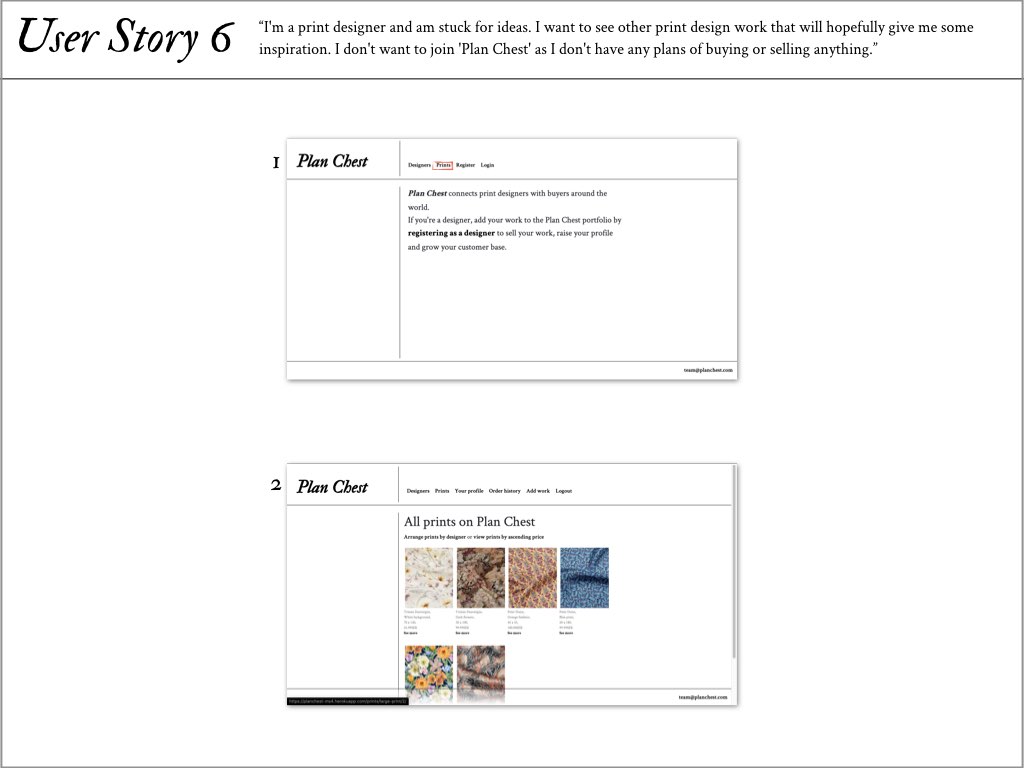 User Story 6
“I'm a print designer and am stuck for ideas. I want to see other print design work that will hopefully give me some
inspiration. I don't want to join 'Plan Chest' as I don't have any plans of buying or selling anything.”
1
Plan Chest
Designers Prints Register Login
Plan Chest connects print designers with buyers around the
world.
If you're a designer, add your work to the Plan Chest portfolio by
registering as a designer to sell your work, raise your profile
and grow your customer base.
team@planchest.com
2
Plan Chest
Designers Prints Your profile Order history Add work Logout
All prints on Plan Chest
Arrange prints by designer or view prints by ascending price
See more
See more
See more
See more
team@planchest.com